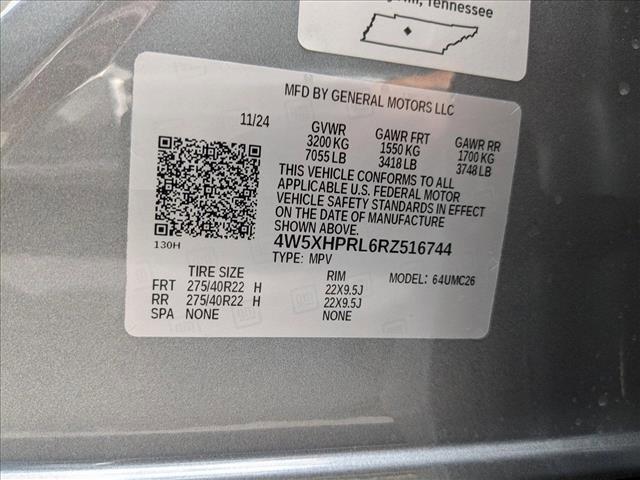 Tennessee
MFD BY GENERAL MOTORS LLC
11/24
GVWR GAWR FRT GAWR RR
3200 KG 1550 KG 1700 KG
7055 LB 3418 LB 3748 LB
THIS VEHICLE CONFORMS TO ALL
APPLICABLE U.S. FEDERAL MOTOR
VEHICLE SAFETY STANDARDS IN EFFECT
ON THE DATE OF MANUFACTURE
SHOWN ABOVE.
130H
4W5XHPRL6RZ516744
TYPE: MPV
MODEL: 64UMC26
TIRE SIZE RIM
FRT 275/40R22 H 22X9.5J
RR 275/40R22 H 22X9.5J
SPA NONE NONE